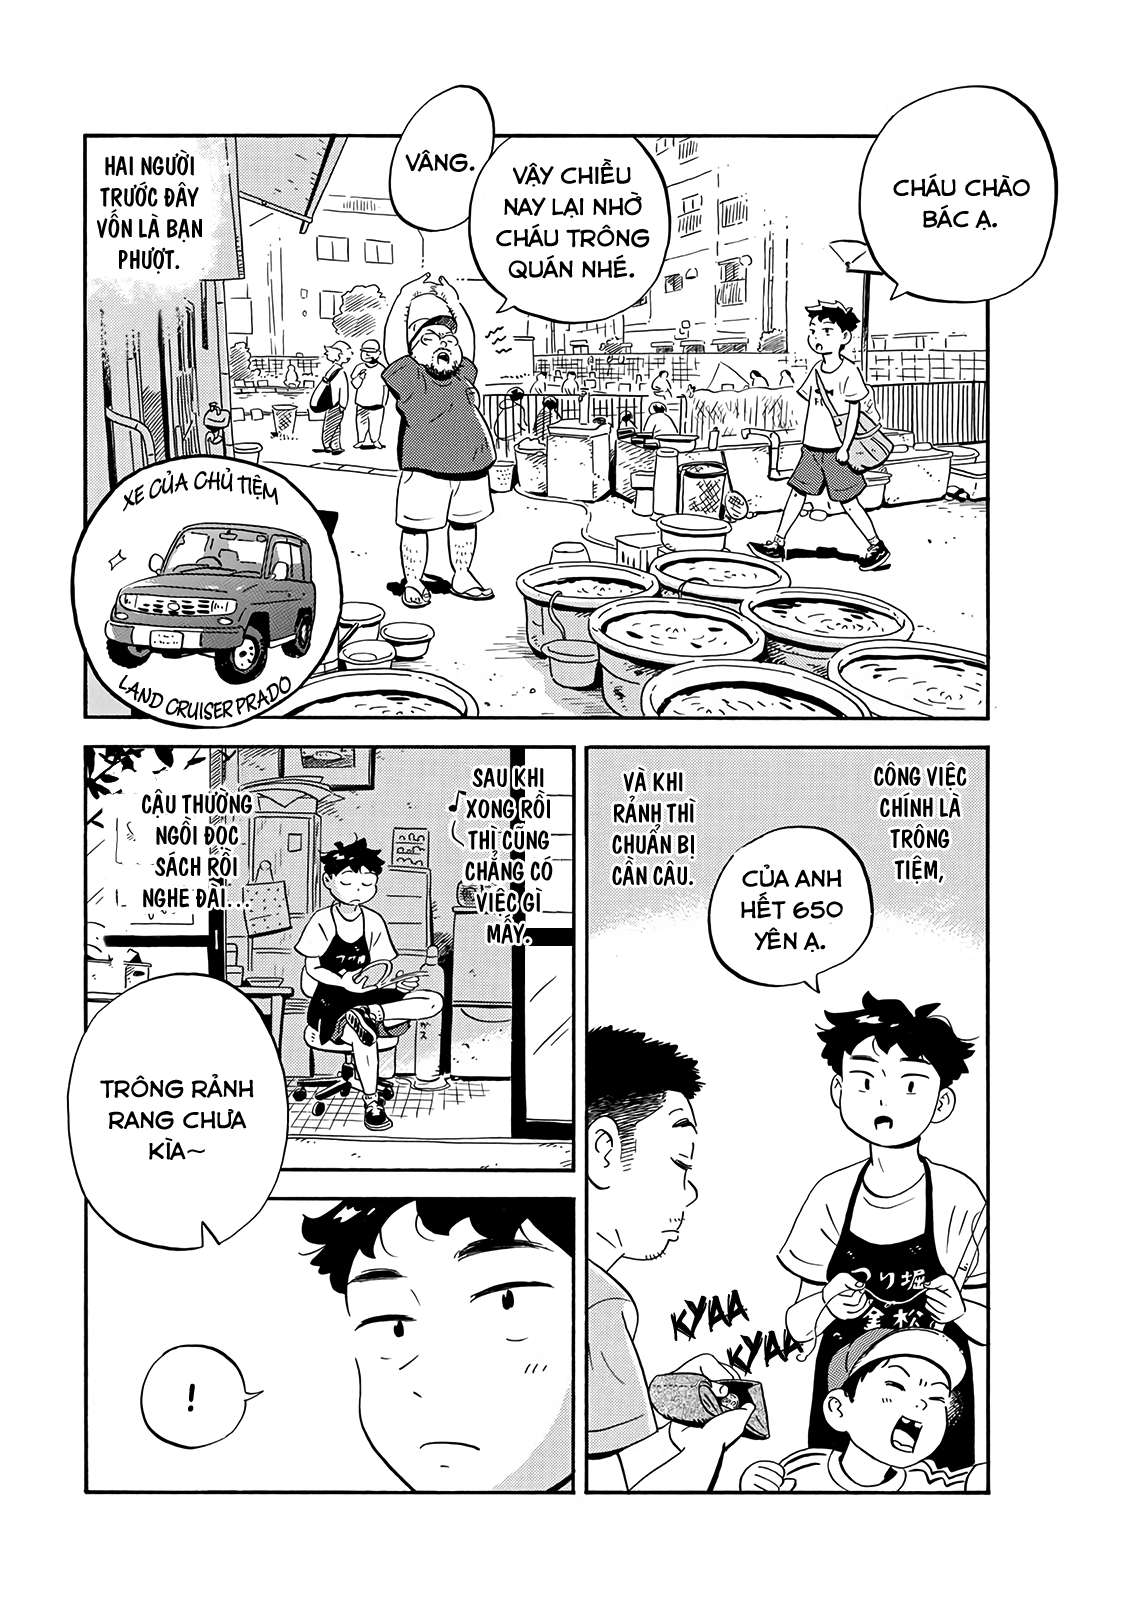 CHÁU CHÀO
BÁC Ạ.
VẬY CHIỀU
NAY LẠI NHỜ
CHÁU TRÔNG
QUÁN NHÉ.
VÂNG.
HAI NGƯỜI
TRƯỚC ĐÂY
VỐN LÀ BẠN
PHƯỢT.
XE CỦA CHỦ TIỆM
LAND CRUISER PRADO
CÔNG VIỆC
CHÍNH LÀ
TRÔNG
TIỆM,
VÀ KHI
RẢNH THÌ
CHUẨN BỊ
CẦN CÂU.
CỦA ANH
HẾT 650
YÊN Ạ.
つり堀
金松
KYAA
KYAA
SAU KHI
XONG RỒI
THÌ CŨNG
CHẲNG CÓ
VIỆC GÌ
MẤY.
CẬU THƯỜNG
NGỒI ĐỌC
SÁCH RỒI
NGHE ĐÀI...
TRÔNG RẢNH
RANG CHƯA
KÌA~
!